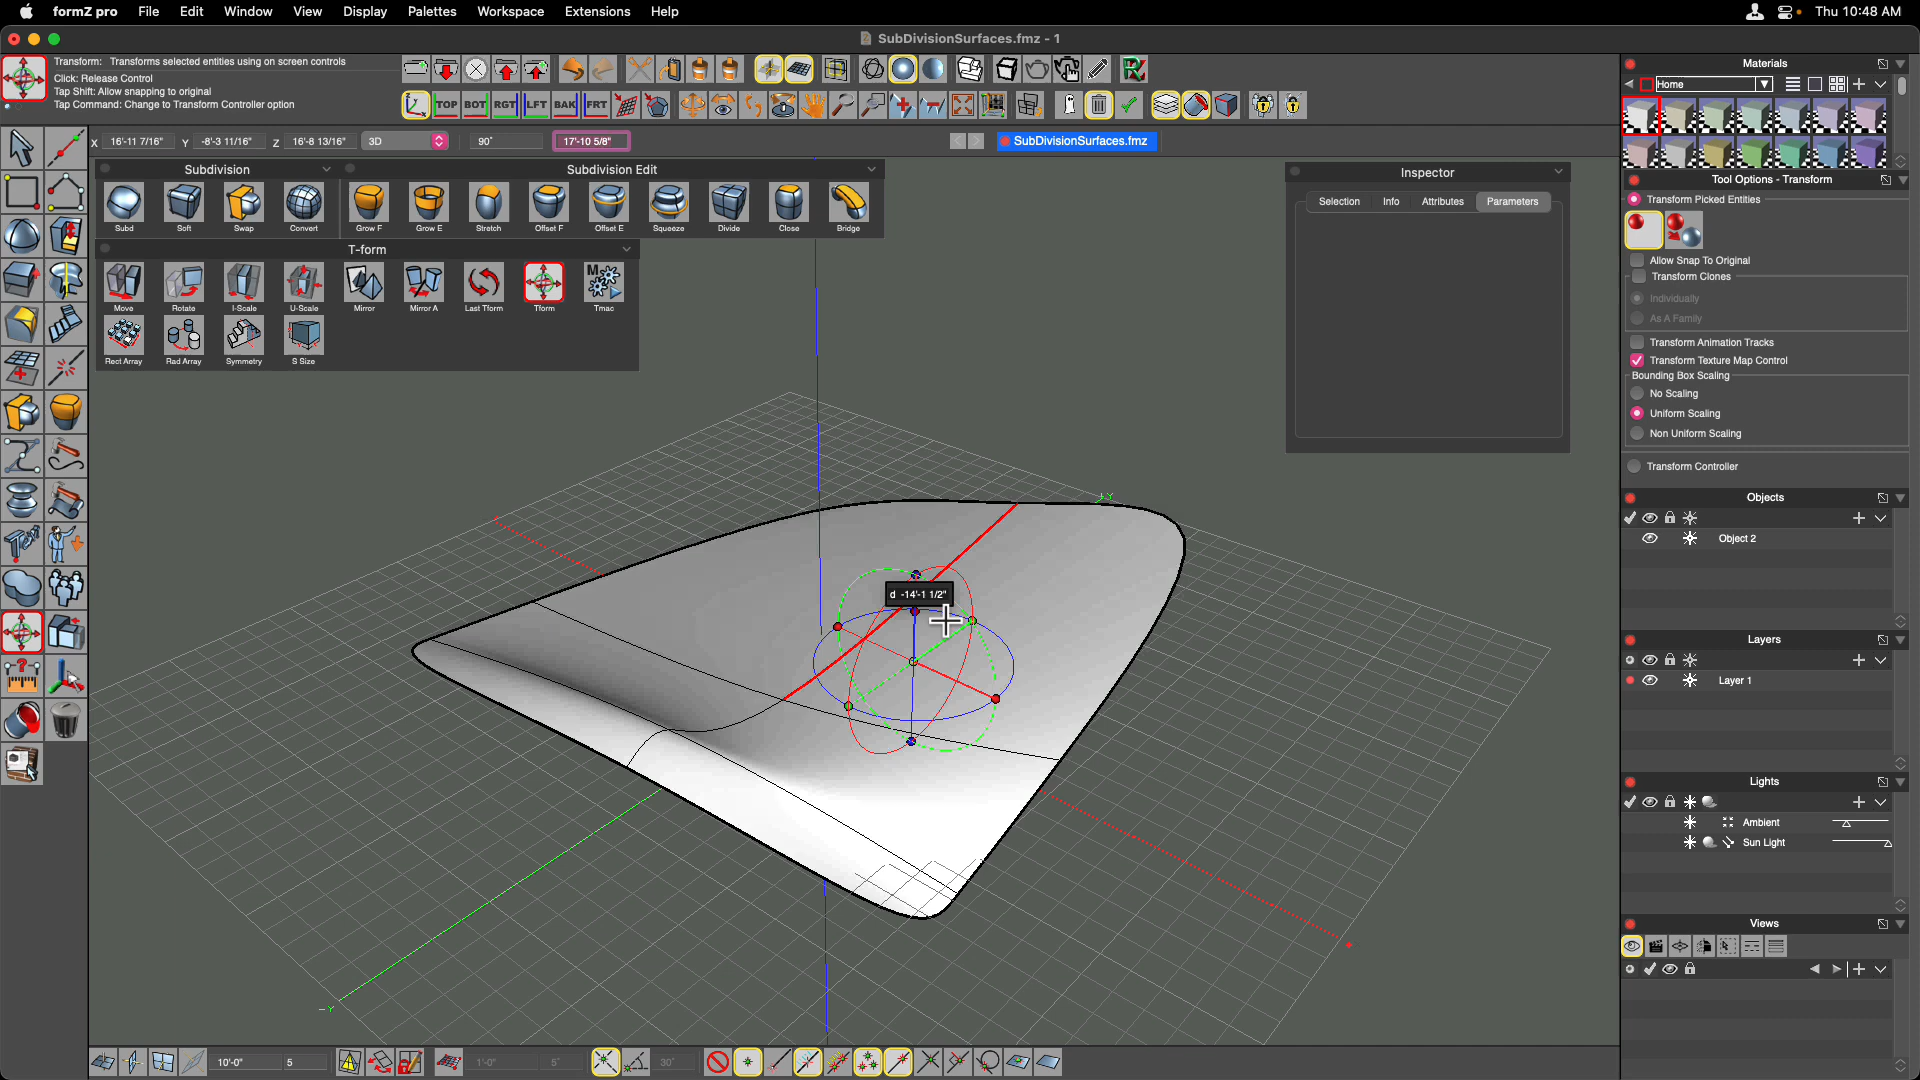 formZ pro File Edit Window View Display Palettes Workspace Extensions Help Thu 10:48 AM
SubDivisionSurfaces.fmz - 1
Transform: Transforms selected entities using on screen controls
Click: Release Control
Tap Shift: Allow snapping to original
Tap Command: Change to Transform Controller option
TOP BOT RGT LFT BAK FRT
X 16'-11 7/16" Y -8'-3 11/16" Z 16'-8 13/16" 3D 90° 17'-10 5/8" SubDivisionSurfaces.fmz
Subdivision Subdivision Edit
Subd Soft Swap Convert Grow F Grow E Stretch Offset F Offset E Squeeze Divide Close Bridge
T-form
Move Rotate I-Scale U-Scale Mirror Mirror A Last Tform Tform Tmac
Rect Array Rad Array Symmetry S Size
Inspector
Selection Info Attributes Parameters
Materials
Home
Tool Options - Transform
Transform Picked Entities
Allow Snap To Original
Transform Clones
Individually
As A Family
Transform Animation Tracks
Transform Texture Map Control
Bounding Box Scaling
No Scaling
Uniform Scaling
Non Uniform Scaling
Transform Controller
Objects
Object 2
Layers
Layer 1
Lights
Ambient
Sun Light
Views
+Y
d -14'-1 1/2"
-Y
10'-0" 5 1'-0" 5° 30°